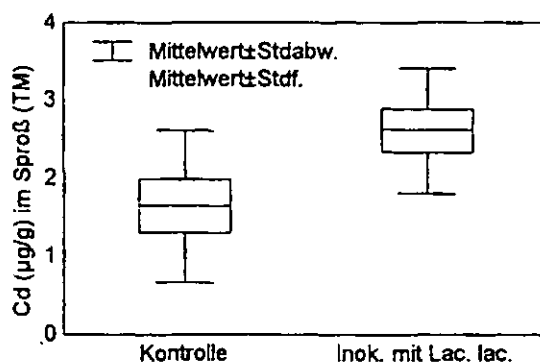 4
Mittelwert±Stdabw.
Mittelwert±Stdf.
3
2
1
0
Cd (µg/g) im Sproß (TM)
Kontrolle
Inok. mit Lac. lac.